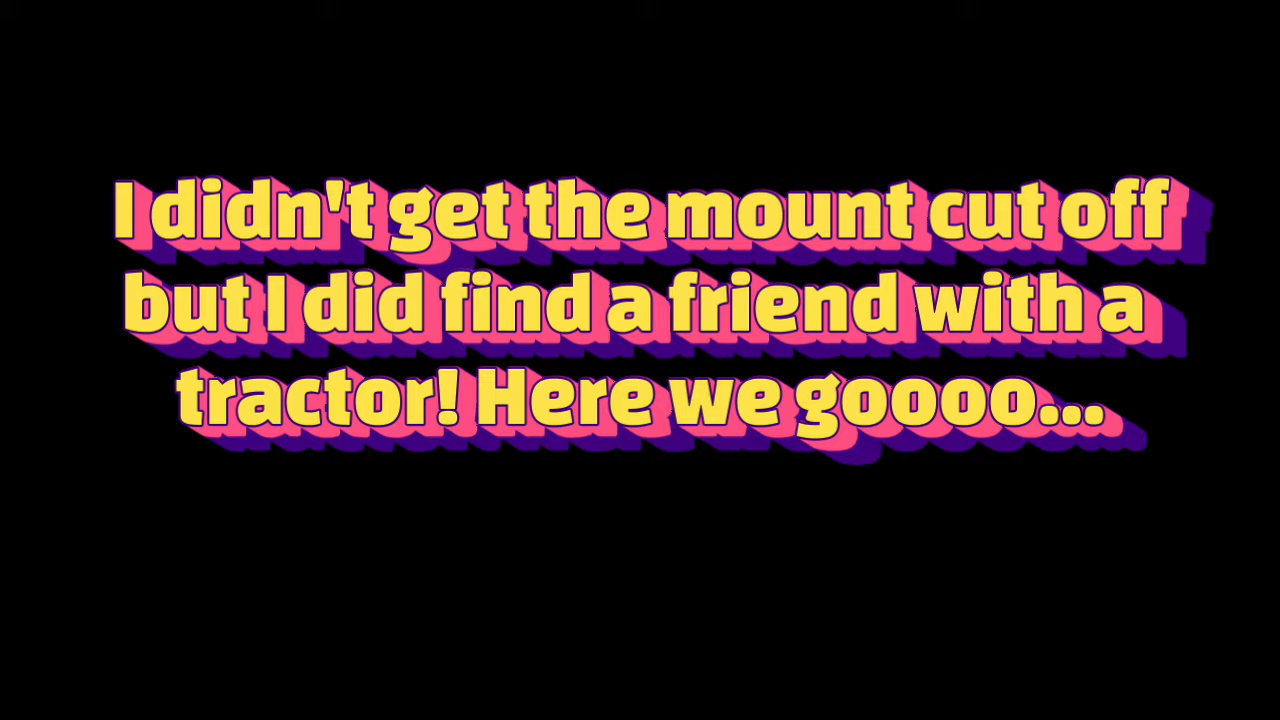 I didn't get the mount cut off
but I did find a friend with a
tractor! Here we goooo...